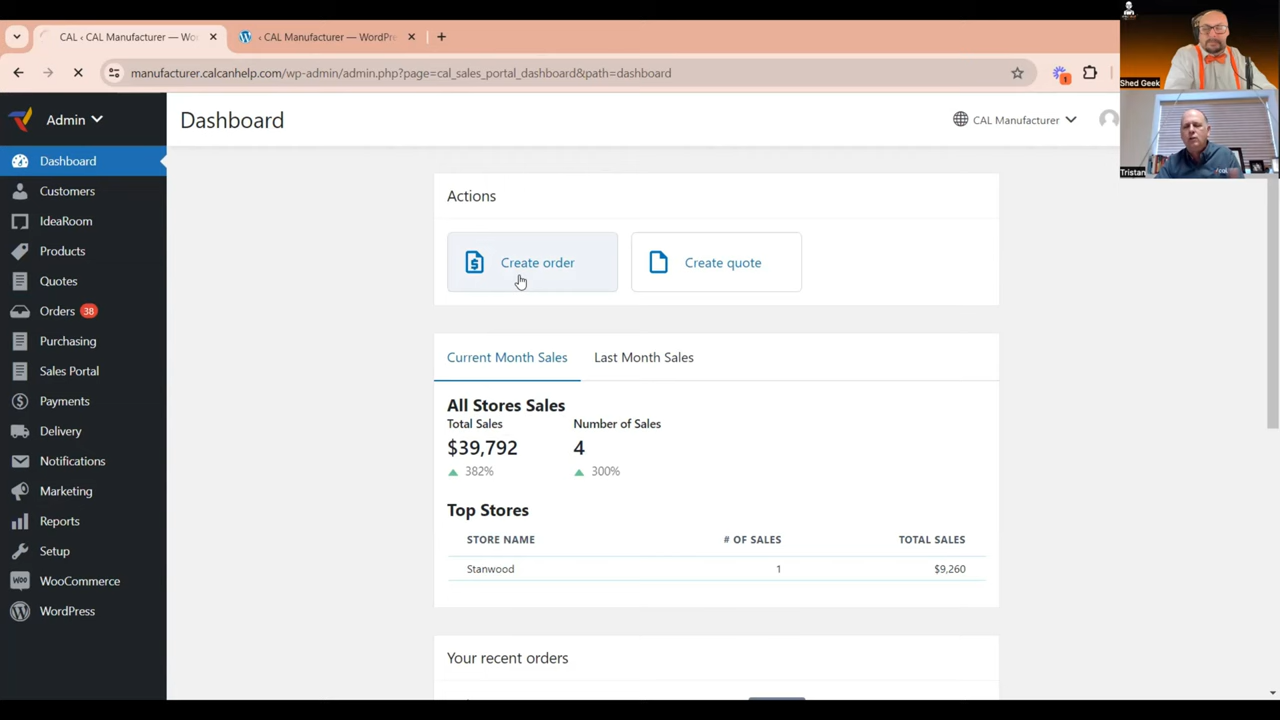 CAL ‹ CAL Manufacturer — Wo
‹ CAL Manufacturer — WordPre
manufacturer.calcanhelp.com/wp-admin/admin.php?page=cal_sales_portal_dashboard&path=dashboard
1
Shed Geek
Tristan
Admin
Dashboard
CAL Manufacturer
Dashboard
Customers
IdeaRoom
Products
Quotes
Orders 38
Purchasing
Sales Portal
Payments
Delivery
Notifications
Marketing
Reports
Setup
WooCommerce
WordPress
Actions
Create order
Create quote
Current Month Sales Last Month Sales
All Stores Sales
Total Sales Number of Sales
$39,792 4
382% 300%
Top Stores
STORE NAME # OF SALES TOTAL SALES
Stanwood 1 $9,260
Your recent orders